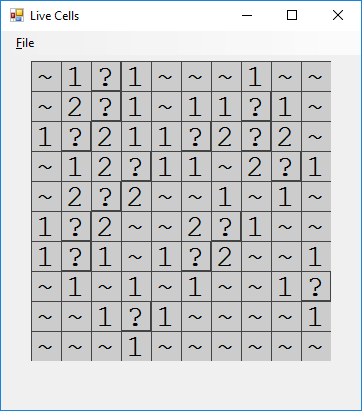 Live Cells
File
~ 1 ? 1 ~ ~ ~ 1 ~ ~
~ 2 ? 1 ~ 1 1 ? 1 ~
1 ? 2 1 1 ? 2 ? 2 ~
~ 1 2 ? 1 1 ~ 2 ? 1
~ 2 ? 2 ~ ~ 1 ~ 1 ~
1 ? 2 ~ ~ 2 ? 1 ~ ~
1 ? 1 ~ 1 ? 2 ~ ~ 1
~ 1 ~ 1 ~ 1 ~ ~ 1 ?
~ ~ 1 ? 1 ~ ~ ~ ~ 1
~ ~ ~ 1 ~ ~ ~ ~ ~ ~